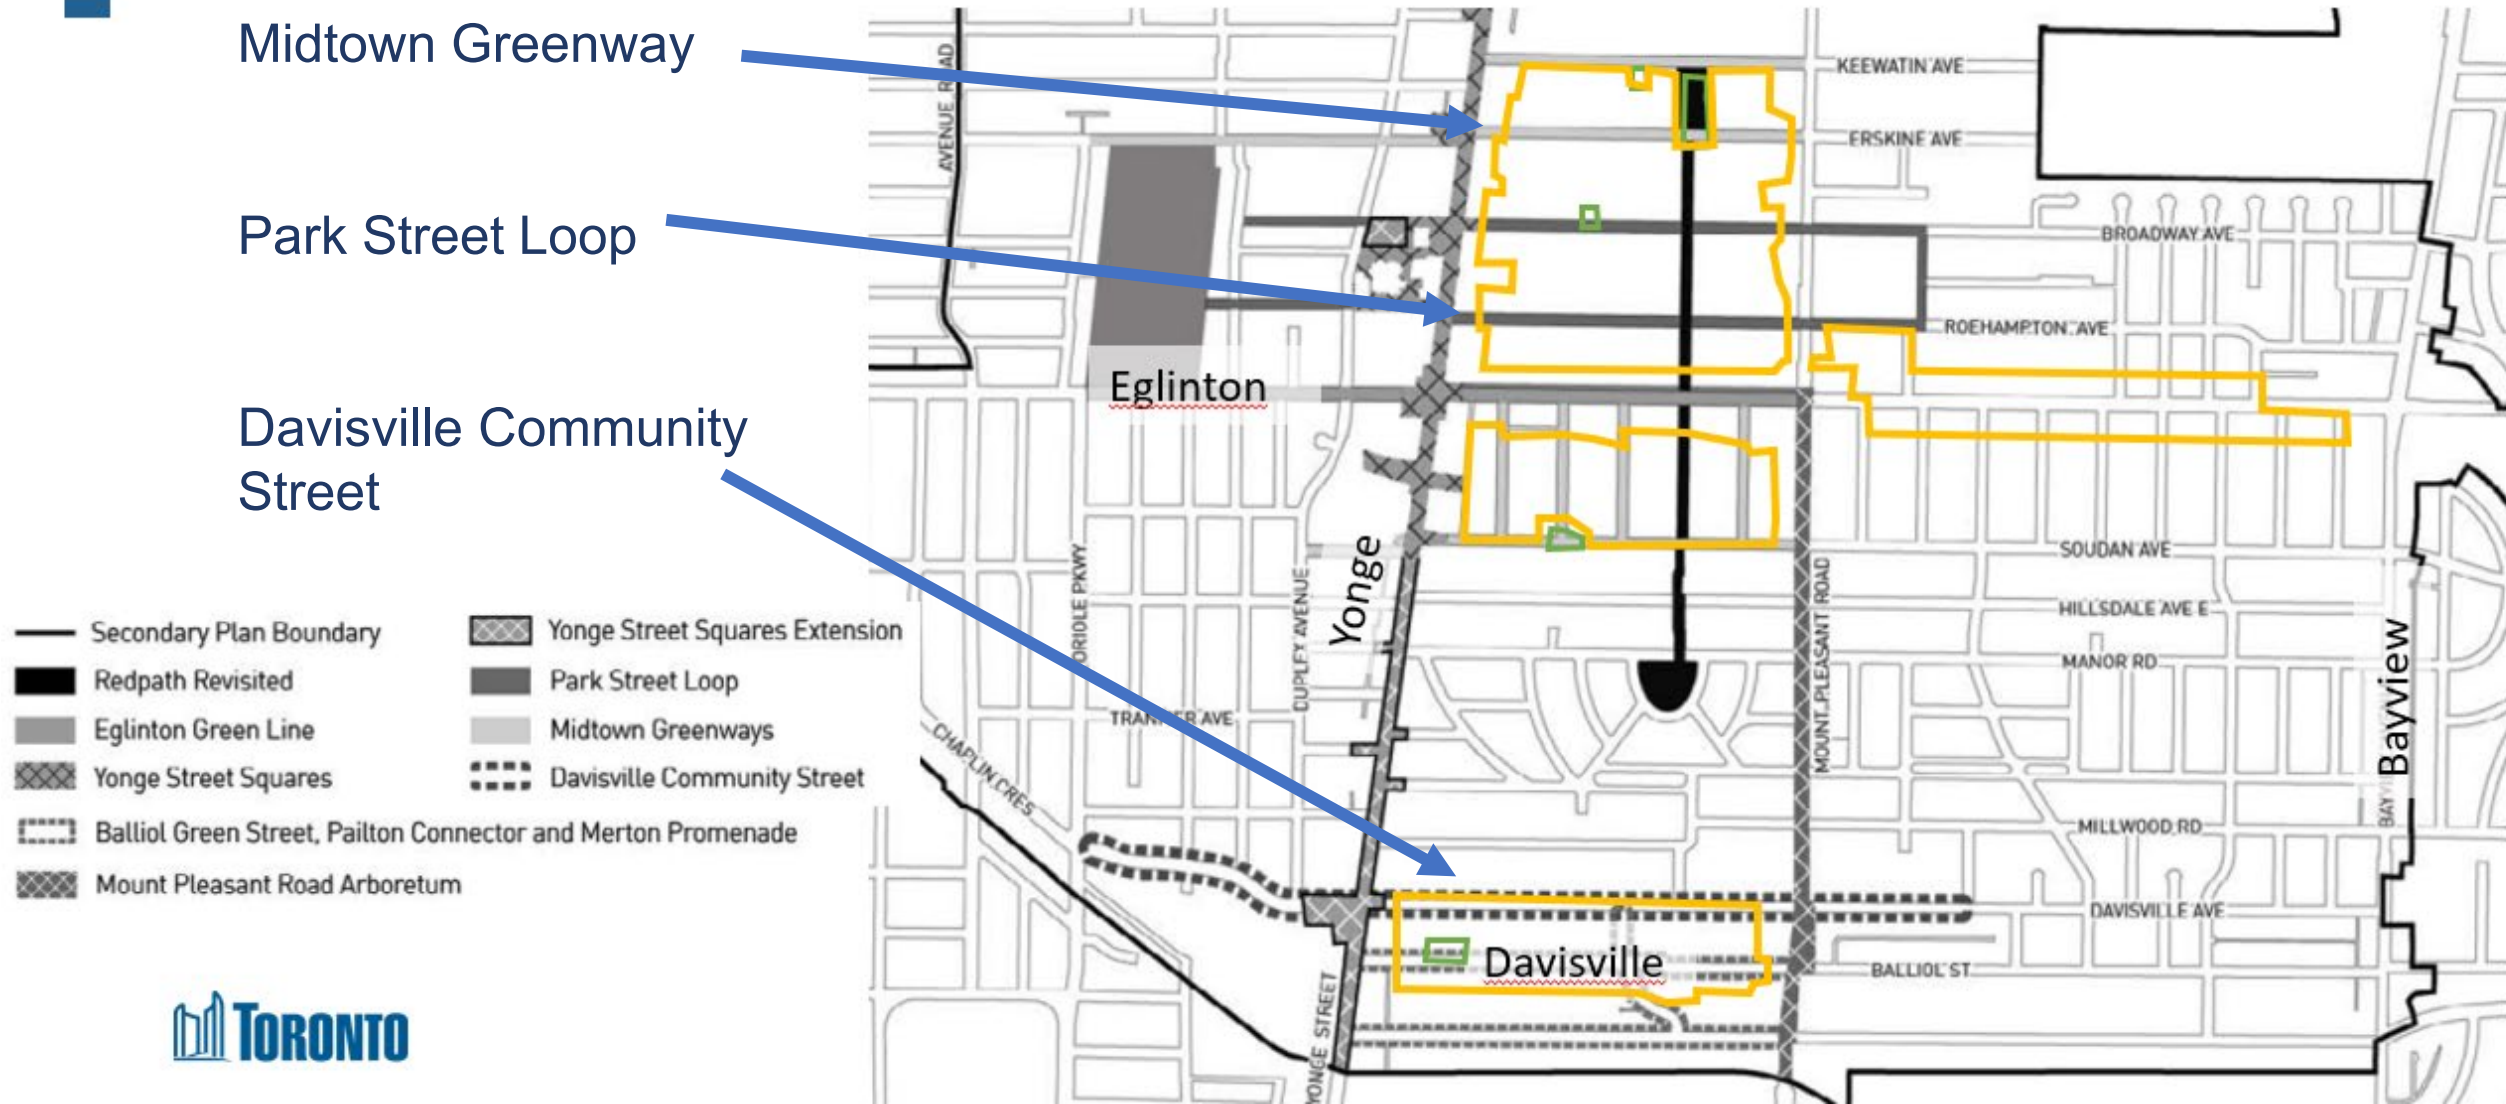 Midtown Greenway
Park Street Loop
Davisville Community
Street
Secondary Plan Boundary
Redpath Revisited
Eglinton Green Line
Yonge Street Squares
Balliol Green Street, Pailton Connector and Merton Promenade
Mount Pleasant Road Arboretum
Yonge Street Squares Extension
Park Street Loop
Midtown Greenways
Davisville Community Street
TORONTO
AVENUE ROAD
KEEWATIN AVE
ERSKINE AVE
BROADWAY AVE
ROEHAMPTON AVE
Eglinton
Yonge
SOUDAN AVE
HILLSDALE AVE E
MANOR RD
ORIOLE PKWY
MOUNT PLEASANT ROAD
Bayview
CHAPLIN CRES
MILLWOOD RD
DAVISVILLE AVE
Davisville
BALLIOL ST
YONGE STREET